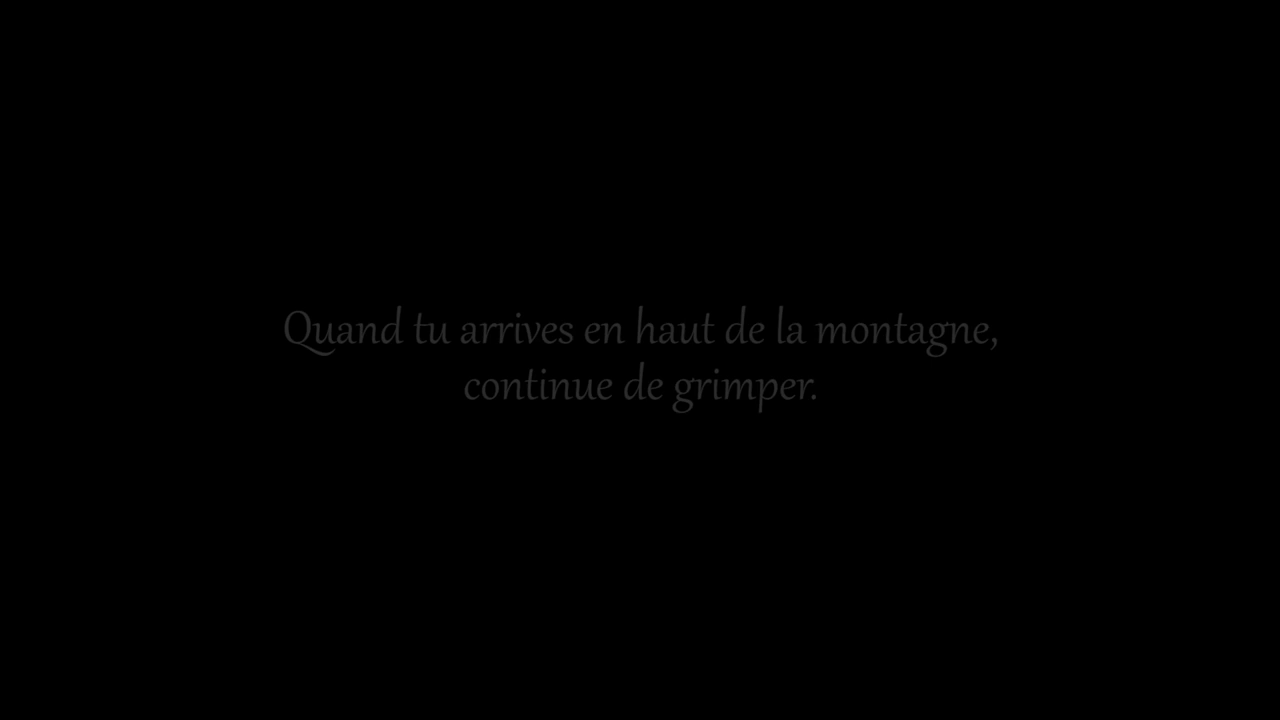 Quand tu arrives en haut de la montagne,
continue de grimper.